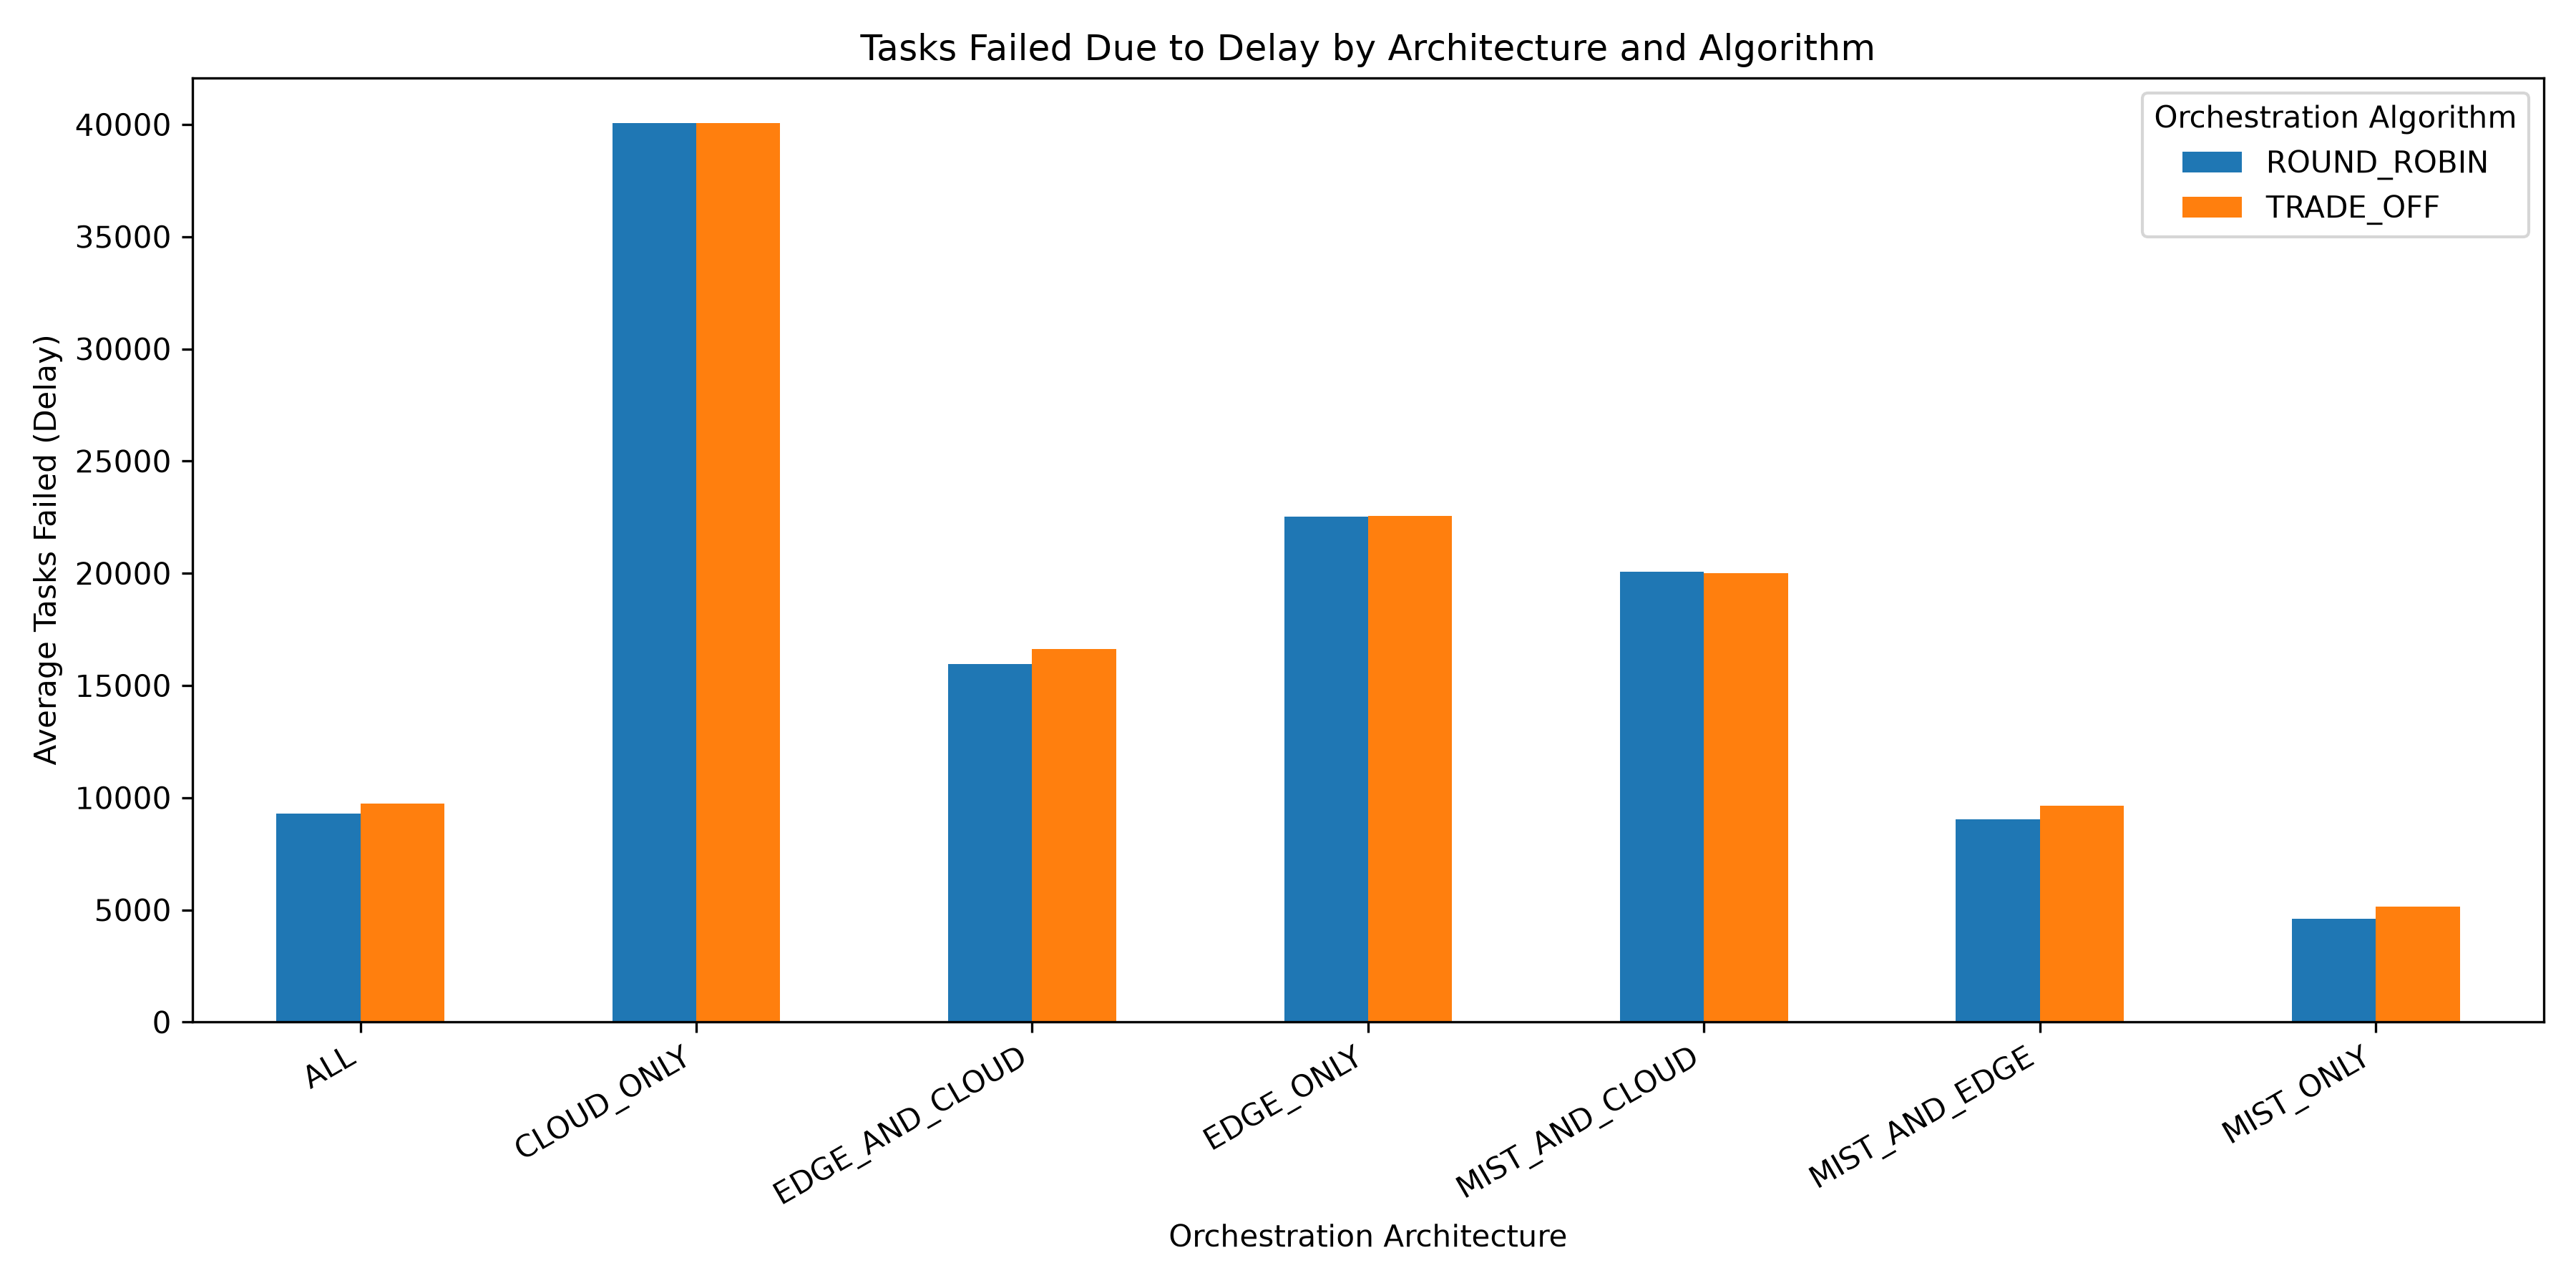 Tasks Failed Due to Delay by Architecture and Algorithm
Orchestration Algorithm
ROUND_ROBIN
TRADE_OFF
Average Tasks Failed (Delay)
40000
35000
30000
25000
20000
15000
10000
5000
0
ALL
CLOUD_ONLY
EDGE_AND_CLOUD
EDGE_ONLY
MIST_AND_CLOUD
MIST_AND_EDGE
MIST_ONLY
Orchestration Architecture